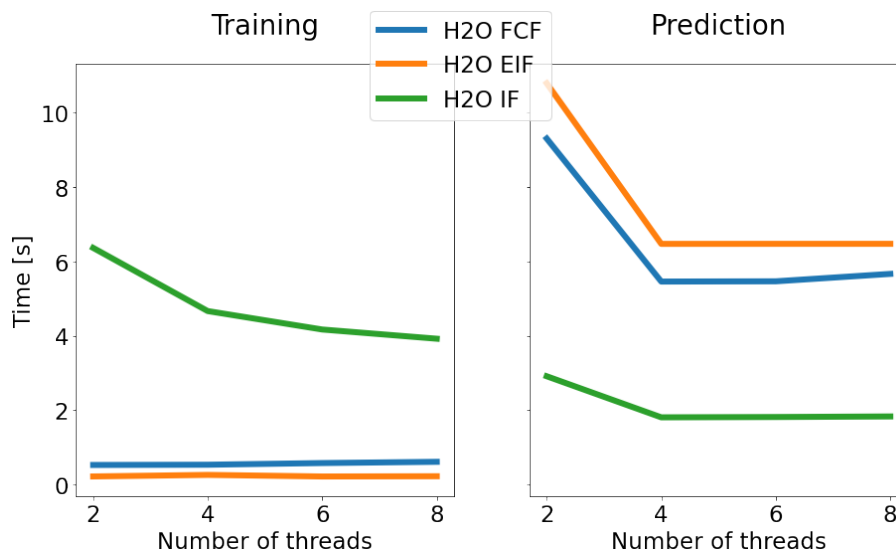 Training
Prediction
H2O FCF
H2O EIF
H2O IF
Time [s]
10
8
6
4
2
0
2 4 6 8
Number of threads
2 4 6 8
Number of threads